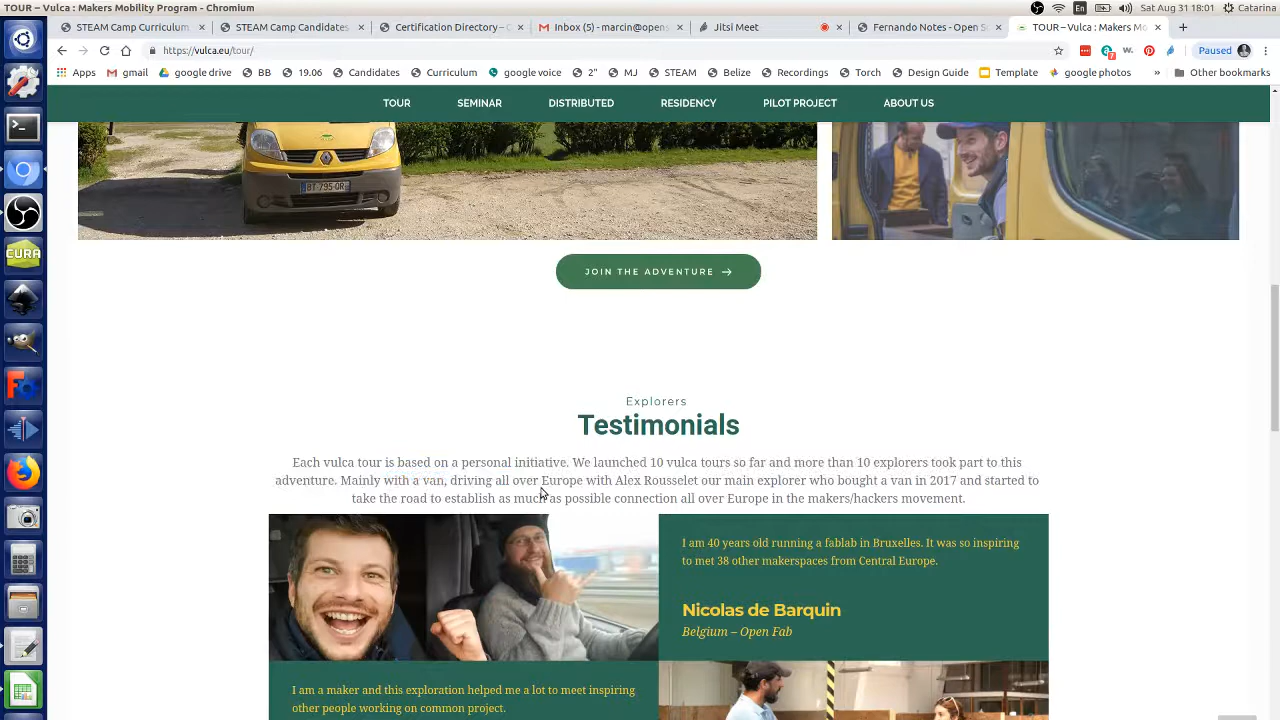 TOUR – Vulca : Makers Mobility Program - Chromium
En
Sat Aug 31 18:01
Catarina
STEAM Camp Curriculum
STEAM Camp Candidates
Certification Directory –
Inbox (5) - marcin@opens
Jitsi Meet
Fernando Notes - Open S
TOUR – Vulca : Makers Mo
https://vulca.eu/tour/
7
W.
Paused
Apps
gmail
google drive
BB
19.06
Candidates
Curriculum
google voice
2"
MJ
STEAM
Belize
Recordings
Torch
Design Guide
Template
google photos
»
Other bookmarks
TOUR
SEMINAR
DISTRIBUTED
RESIDENCY
PILOT PROJECT
ABOUT US
BT 795 QR
JOIN THE ADVENTURE →
Explorers
Testimonials
Each vulca tour is based on a personal initiative. We launched 10 vulca tours so far and more than 10 explorers took part to this
adventure. Mainly with a van, driving all over Europe with Alex Rousselet our main explorer who bought a van in 2017 and started to
take the road to establish as much as possible connection all over Europe in the makers/hackers movement.
I am 40 years old running a fablab in Bruxelles. It was so inspiring
to met 38 other makerspaces from Central Europe.
Nicolas de Barquin
Belgium – Open Fab
I am a maker and this exploration helped me a lot to meet inspiring
other people working on common project.
CURA